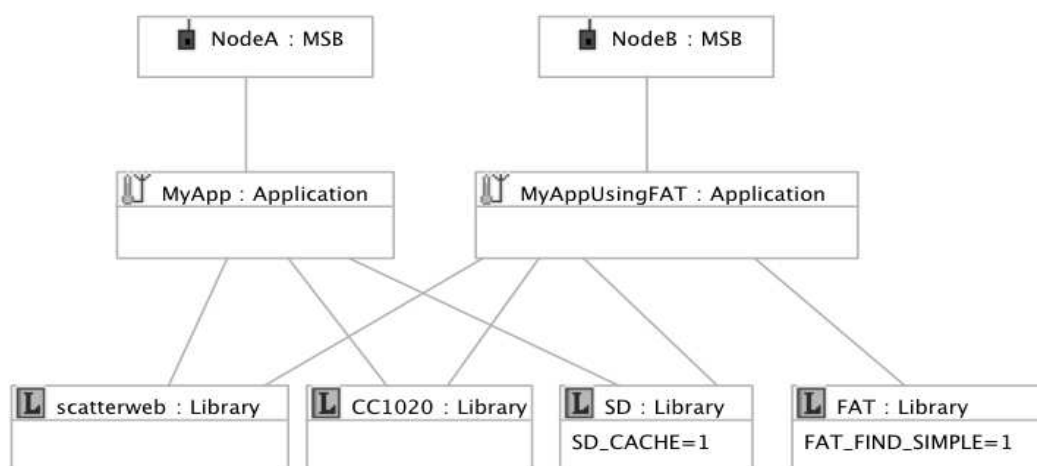 NodeA : MSB
NodeB : MSB
MyApp : Application
MyAppUsingFAT : Application
L scatterweb : Library
L CC1020 : Library
L SD : Library
L FAT : Library
SD_CACHE=1
FAT_FIND_SIMPLE=1